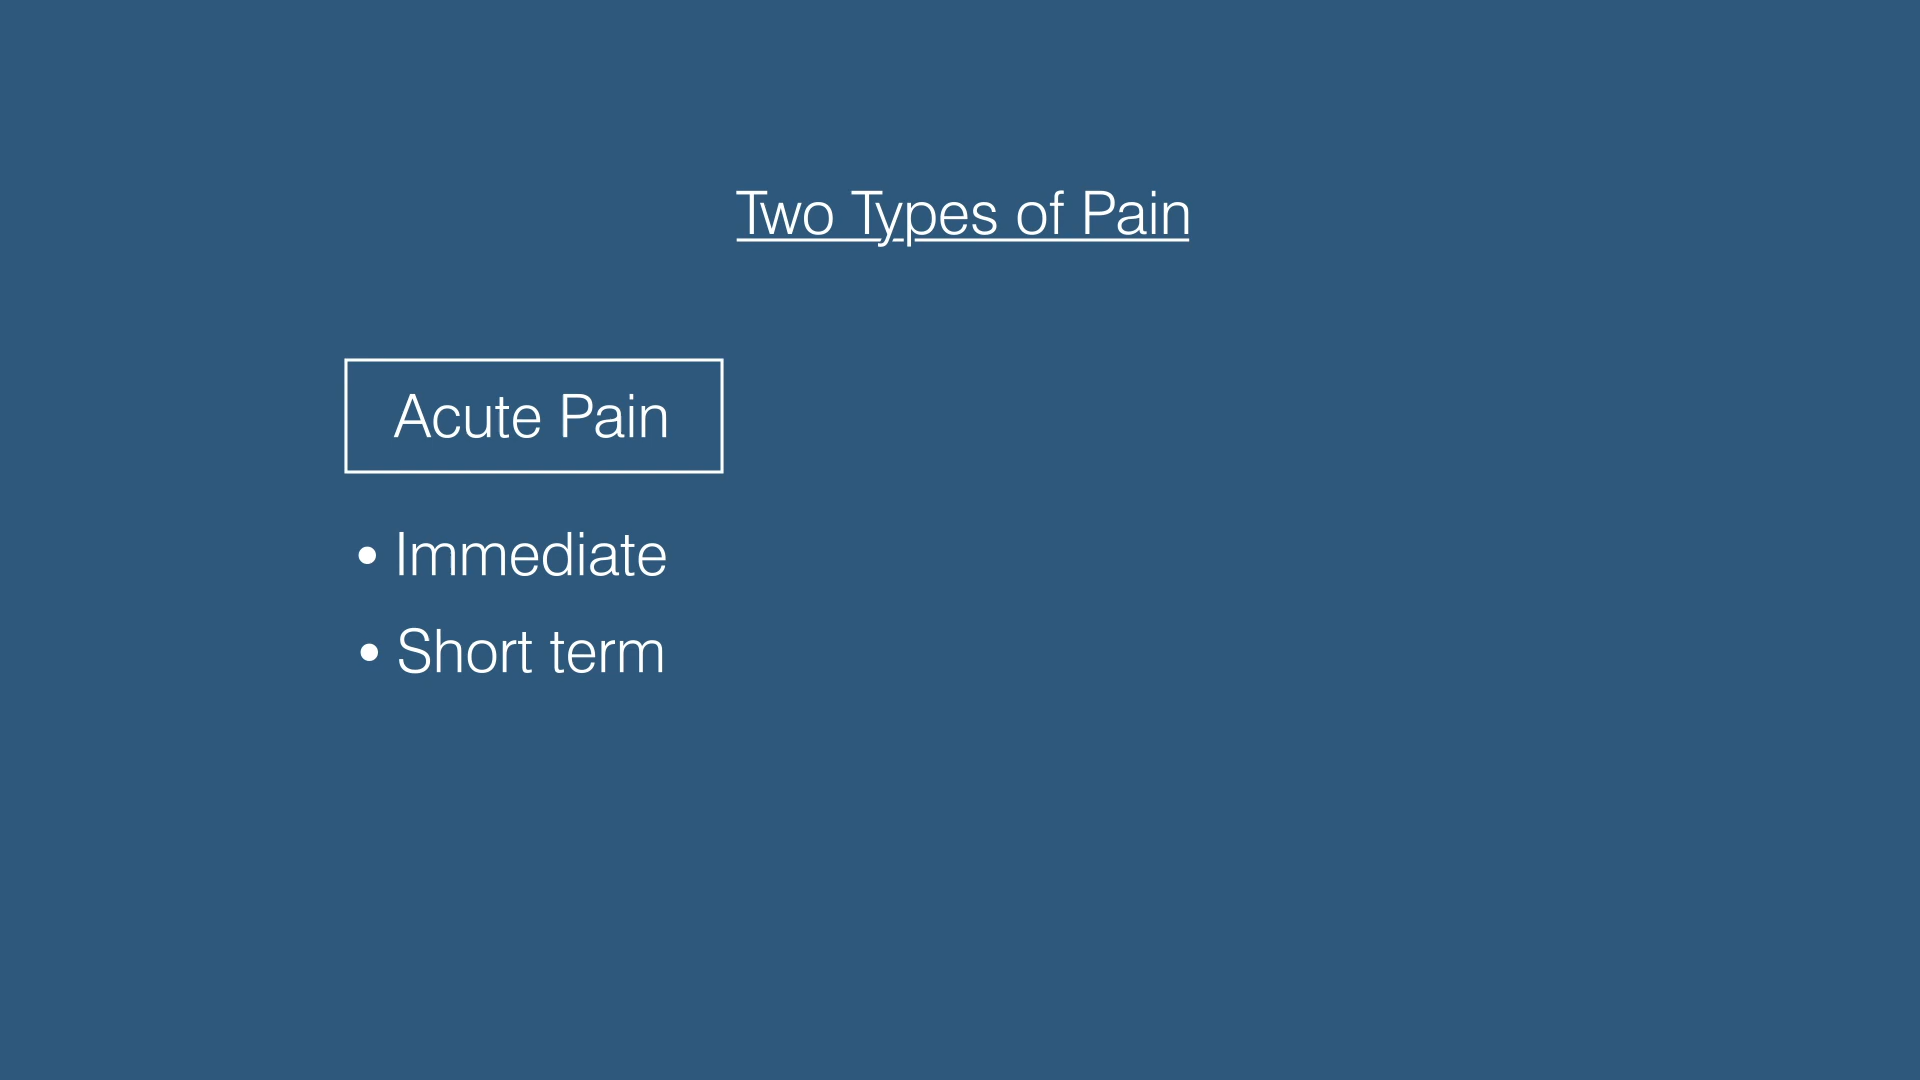 Two Types of Pain
Acute Pain
• Immediate
• Short term